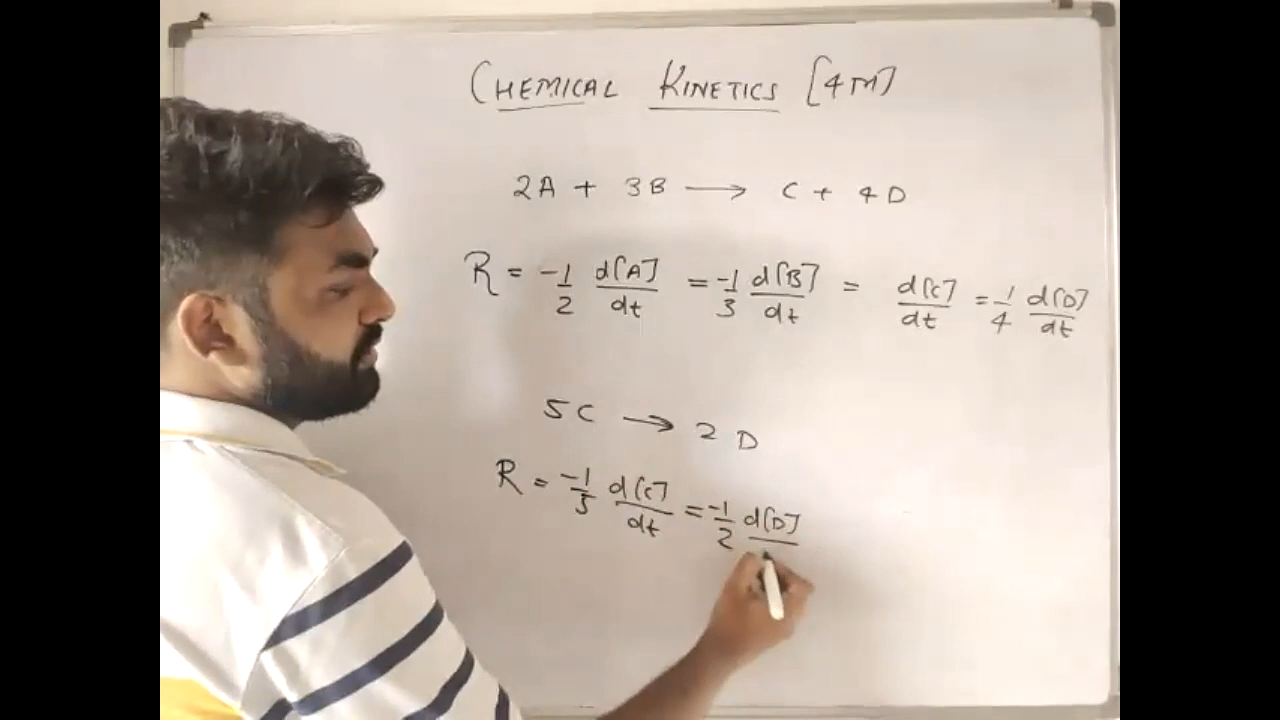 CHEMICAL KINETICS [4M]
2A + 3B → C + 4D
R = -1/2 d[A]/dt = -1/3 d[B]/dt = d[C]/dt = 1/4 d[D]/dt
5C → 2D
R = -1/5 d[C]/dt = -1/2 d[D]/